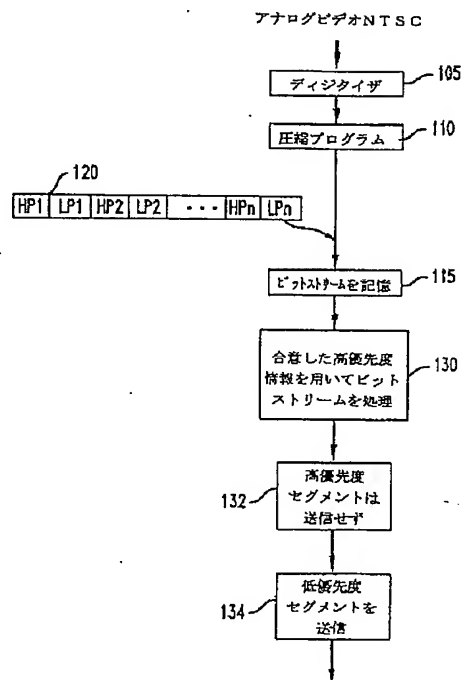 アナログビデオNTSC
ディジタイザ
105
圧縮プログラム
110
120
HP1 LP1 HP2 LP2 ··· HPn LPn
ビットストリームを記憶
115
合意した高優先度
情報を用いてビット
ストリームを処理
130
高優先度
セグメントは
送信せず
132
低優先度
セグメントを
送信
134